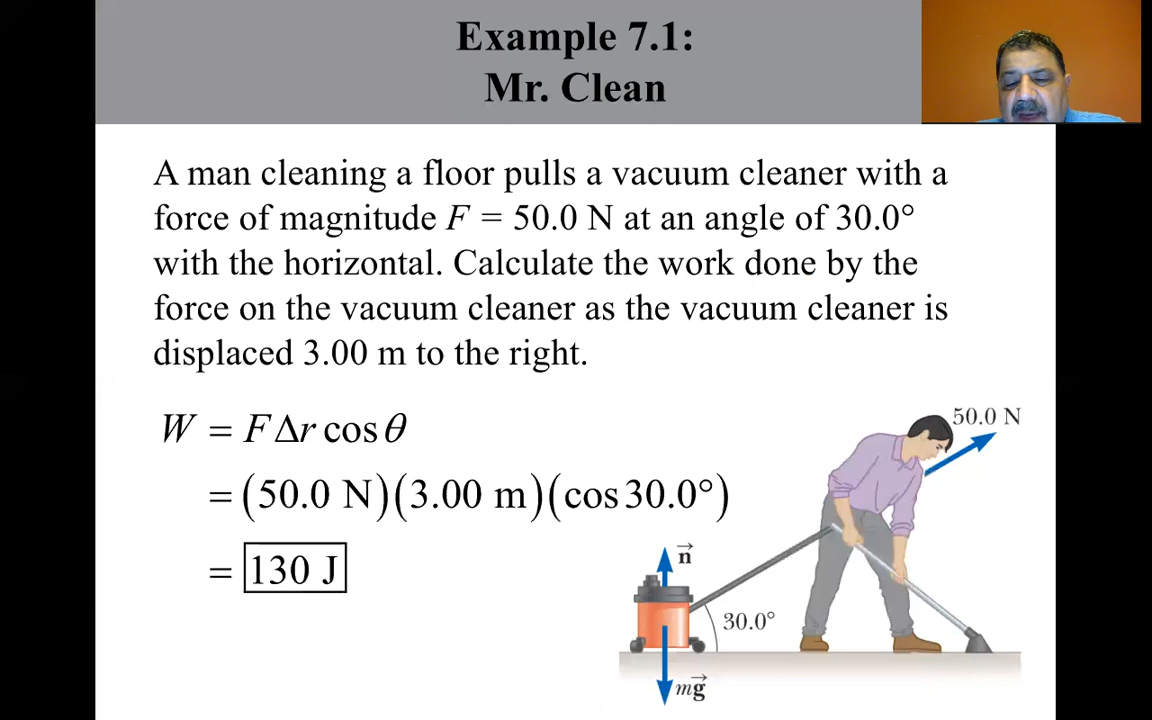 Example 7.1:
Mr. Clean
A man cleaning a floor pulls a vacuum cleaner with a
force of magnitude F = 50.0 N at an angle of 30.0°
with the horizontal. Calculate the work done by the
force on the vacuum cleaner as the vacuum cleaner is
displaced 3.00 m to the right.
W = FΔr cos θ
= (50.0 N)(3.00 m)(cos 30.0°)
= 130 J
50.0 N
n⃗
30.0°
mg⃗